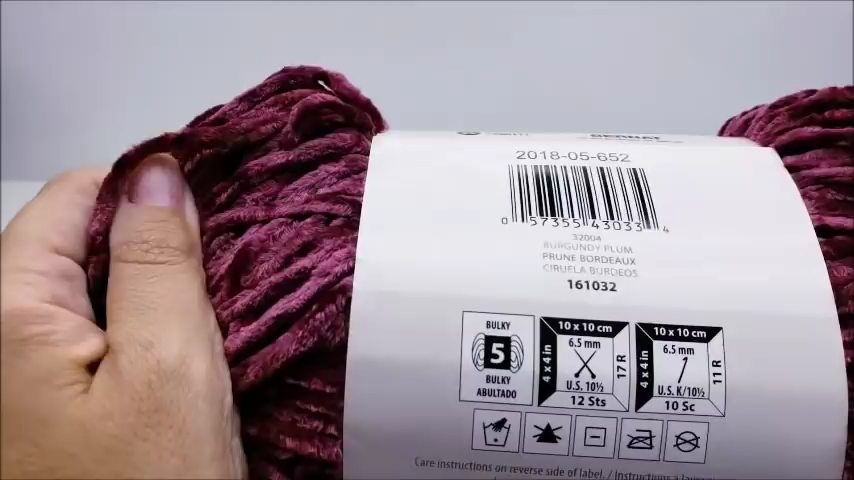 BERNAT
2018-05-652
0 57355 43033 4
32004
BURGUNDY PLUM
PRUNE BORDEAUX
CIRUELA BURDEOS
161032
BULKY
5
BULKY
ABULTADO
10 x 10 cm
4 x 4 in
6.5 mm
U.S. 10½
17 R
12 Sts
10 x 10 cm
4 x 4 in
6.5 mm
U.S. K/10½
11 R
10 Sc
Care instructions on reverse side of label. / Instructions